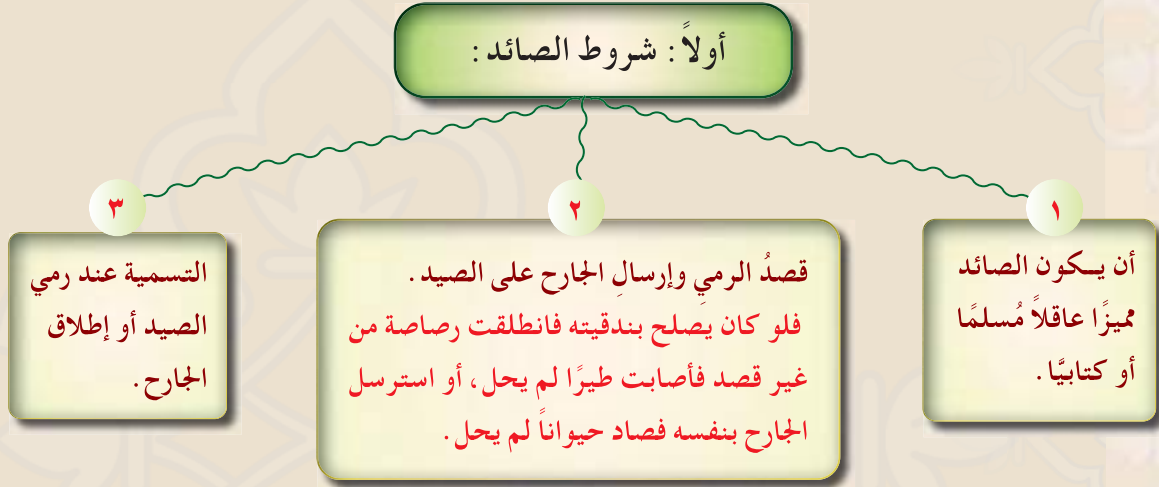 أولاً : شروط الصائد :
١
أن يكون الصائد
مميزًا عاقلاً مُسلمًا
أو كتابيًّا .
٢
قصدُ الرمي وإرسالِ الجارح على الصيد .
فلو كان يصلح بندقيته فانطلقت رصاصة من
غير قصد فأصابت طيرًا لم يحل ، أو استرسل
الجارح بنفسه فصاد حيواناً لم يحل .
٣
التسمية عند رمي
الصيد أو إطلاق
الجارح .